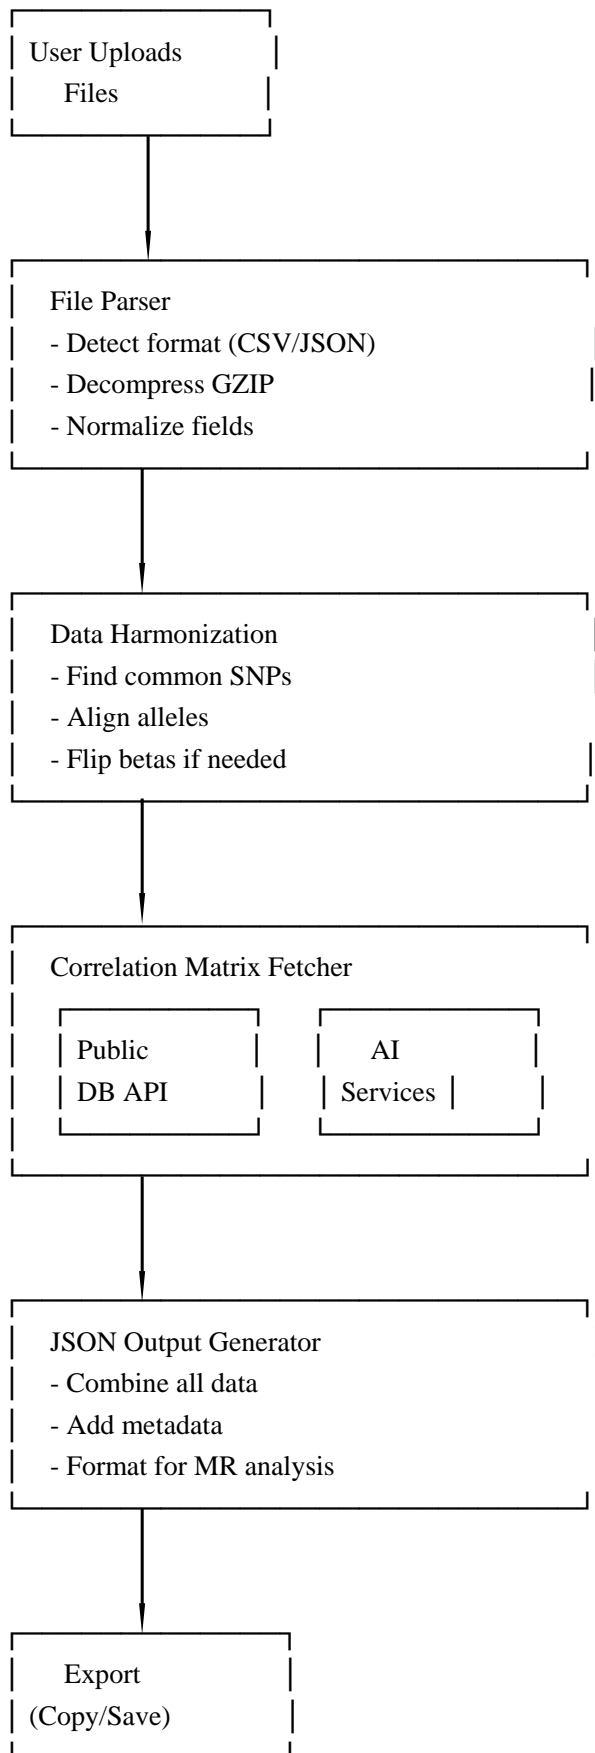 User Uploads
Files
File Parser
- Detect format (CSV/JSON)
- Decompress GZIP
- Normalize fields
Data Harmonization
- Find common SNPs
- Align alleles
- Flip betas if needed
Correlation Matrix Fetcher
Public
DB API
AI
Services
JSON Output Generator
- Combine all data
- Add metadata
- Format for MR analysis
Export
(Copy/Save)